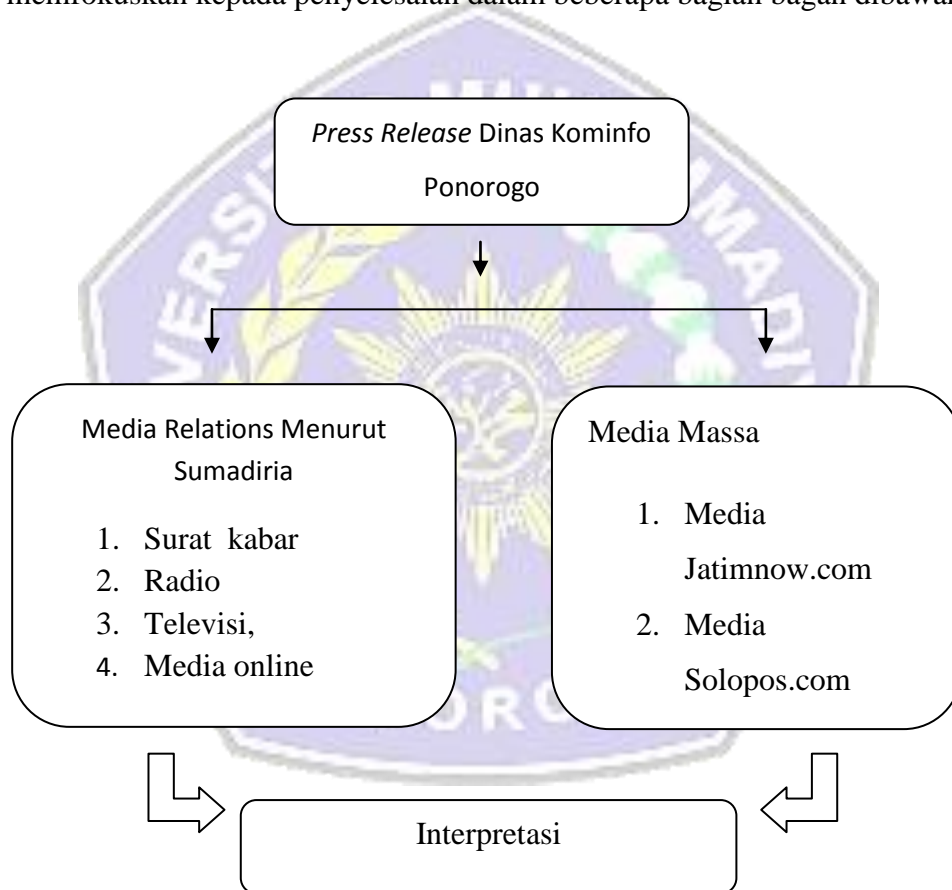 memfokuskan kepada penyelesaian dalam beberapa bagian bagan dibawa
Press Release Dinas Kominfo
Ponorogo
Media Relations Menurut
Sumadiria
1. Surat kabar
2. Radio
3. Televisi,
4. Media online
Media Massa
1. Media
Jatimnow.com
2. Media
Solopos.com
Interpretasi